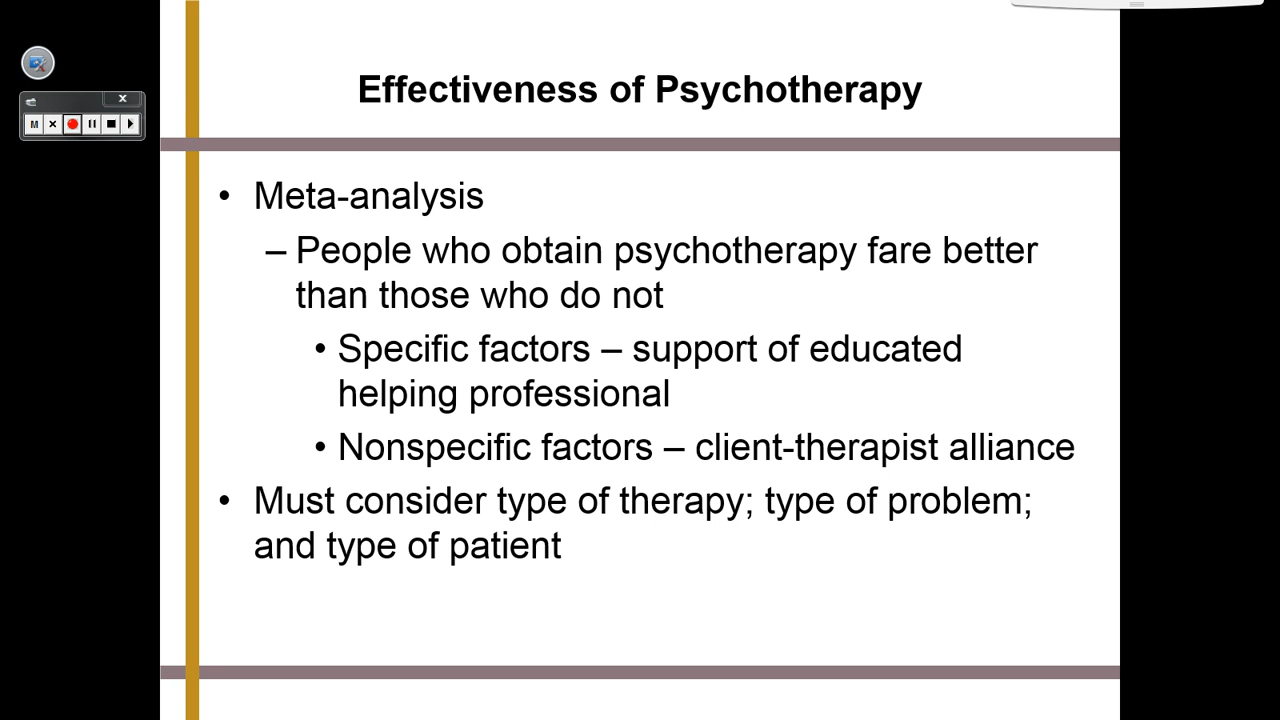 Effectiveness of Psychotherapy
x
M
• Meta-analysis
– People who obtain psychotherapy fare better
than those who do not
• Specific factors – support of educated
helping professional
• Nonspecific factors – client-therapist alliance
• Must consider type of therapy; type of problem;
and type of patient